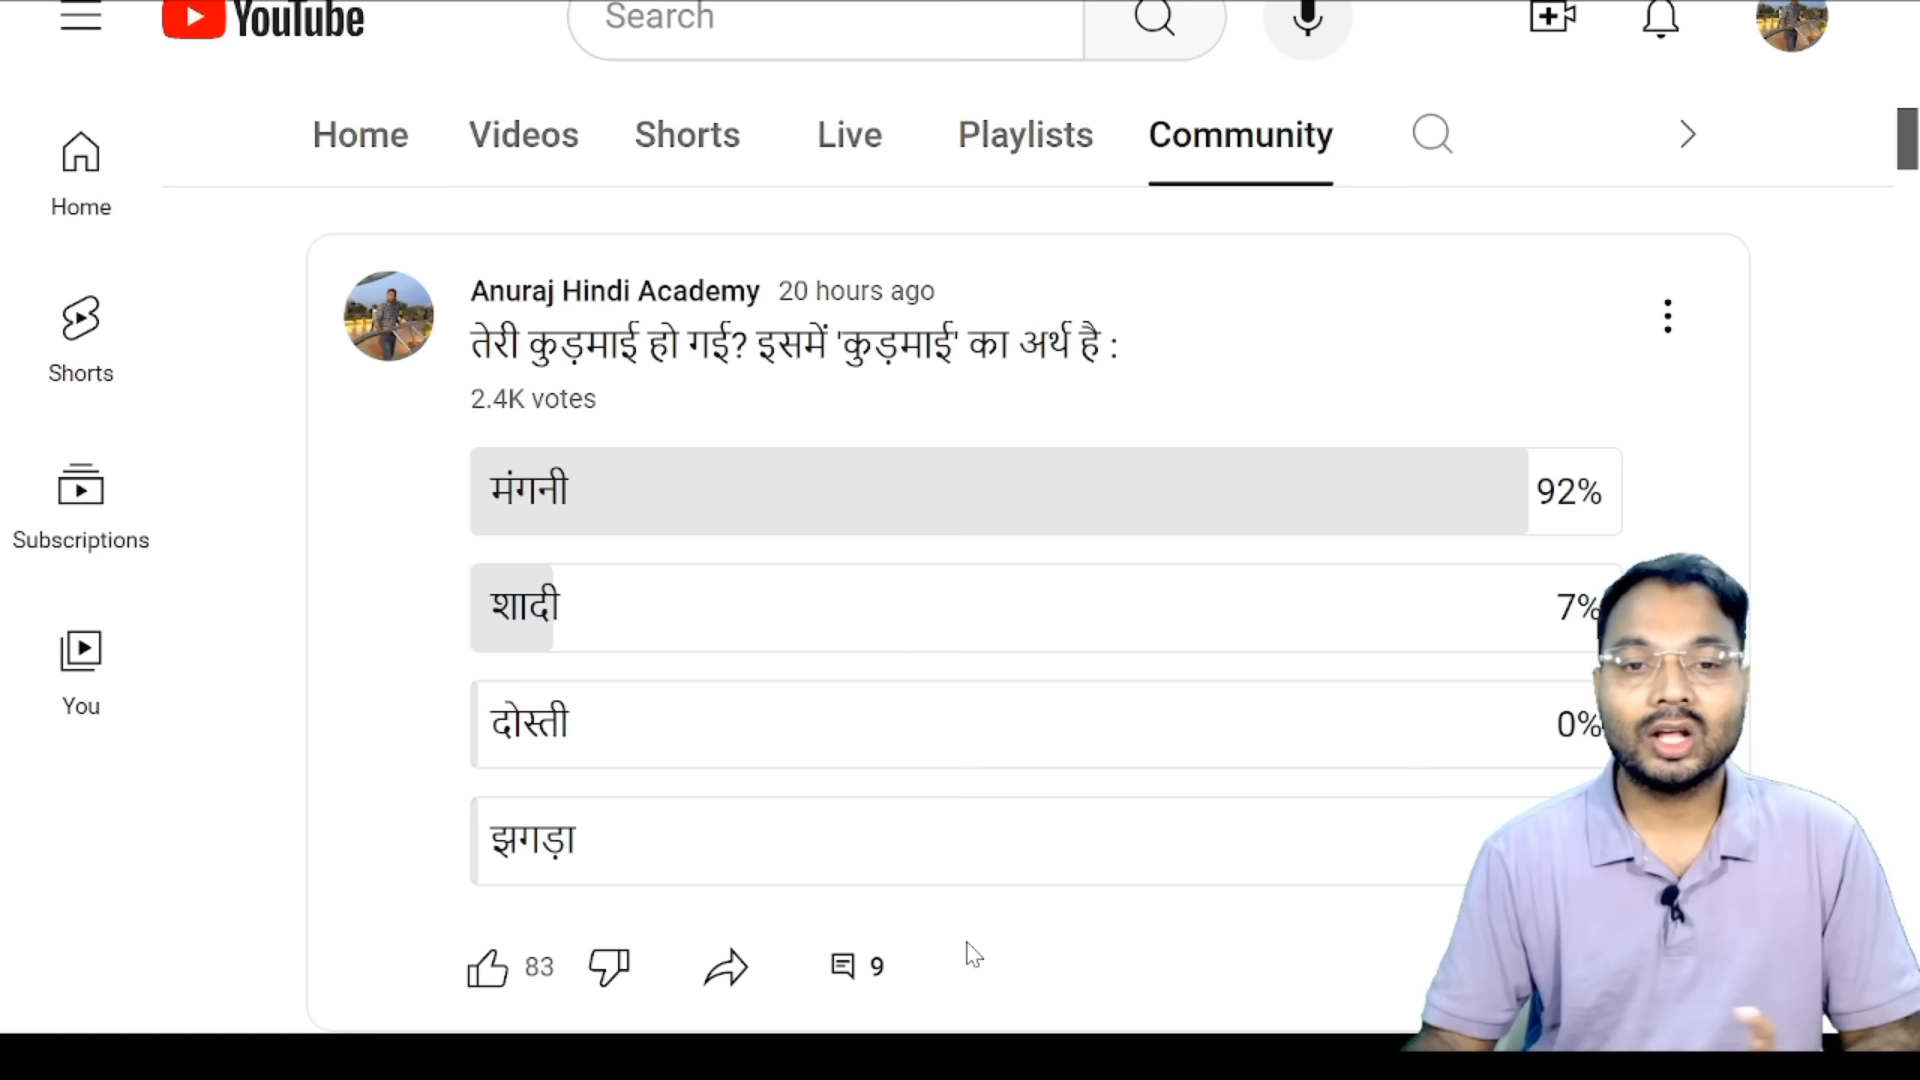 YouTube
Search
Home
Videos
Shorts
Live
Playlists
Community
Home
Shorts
Subscriptions
You
Anuraj Hindi Academy 20 hours ago
तेरी कुड़माई हो गई? इसमें 'कुड़माई' का अर्थ है :
2.4K votes
मंगनी 92%
शादी 7%
दोस्ती 0%
झगड़ा
83
9